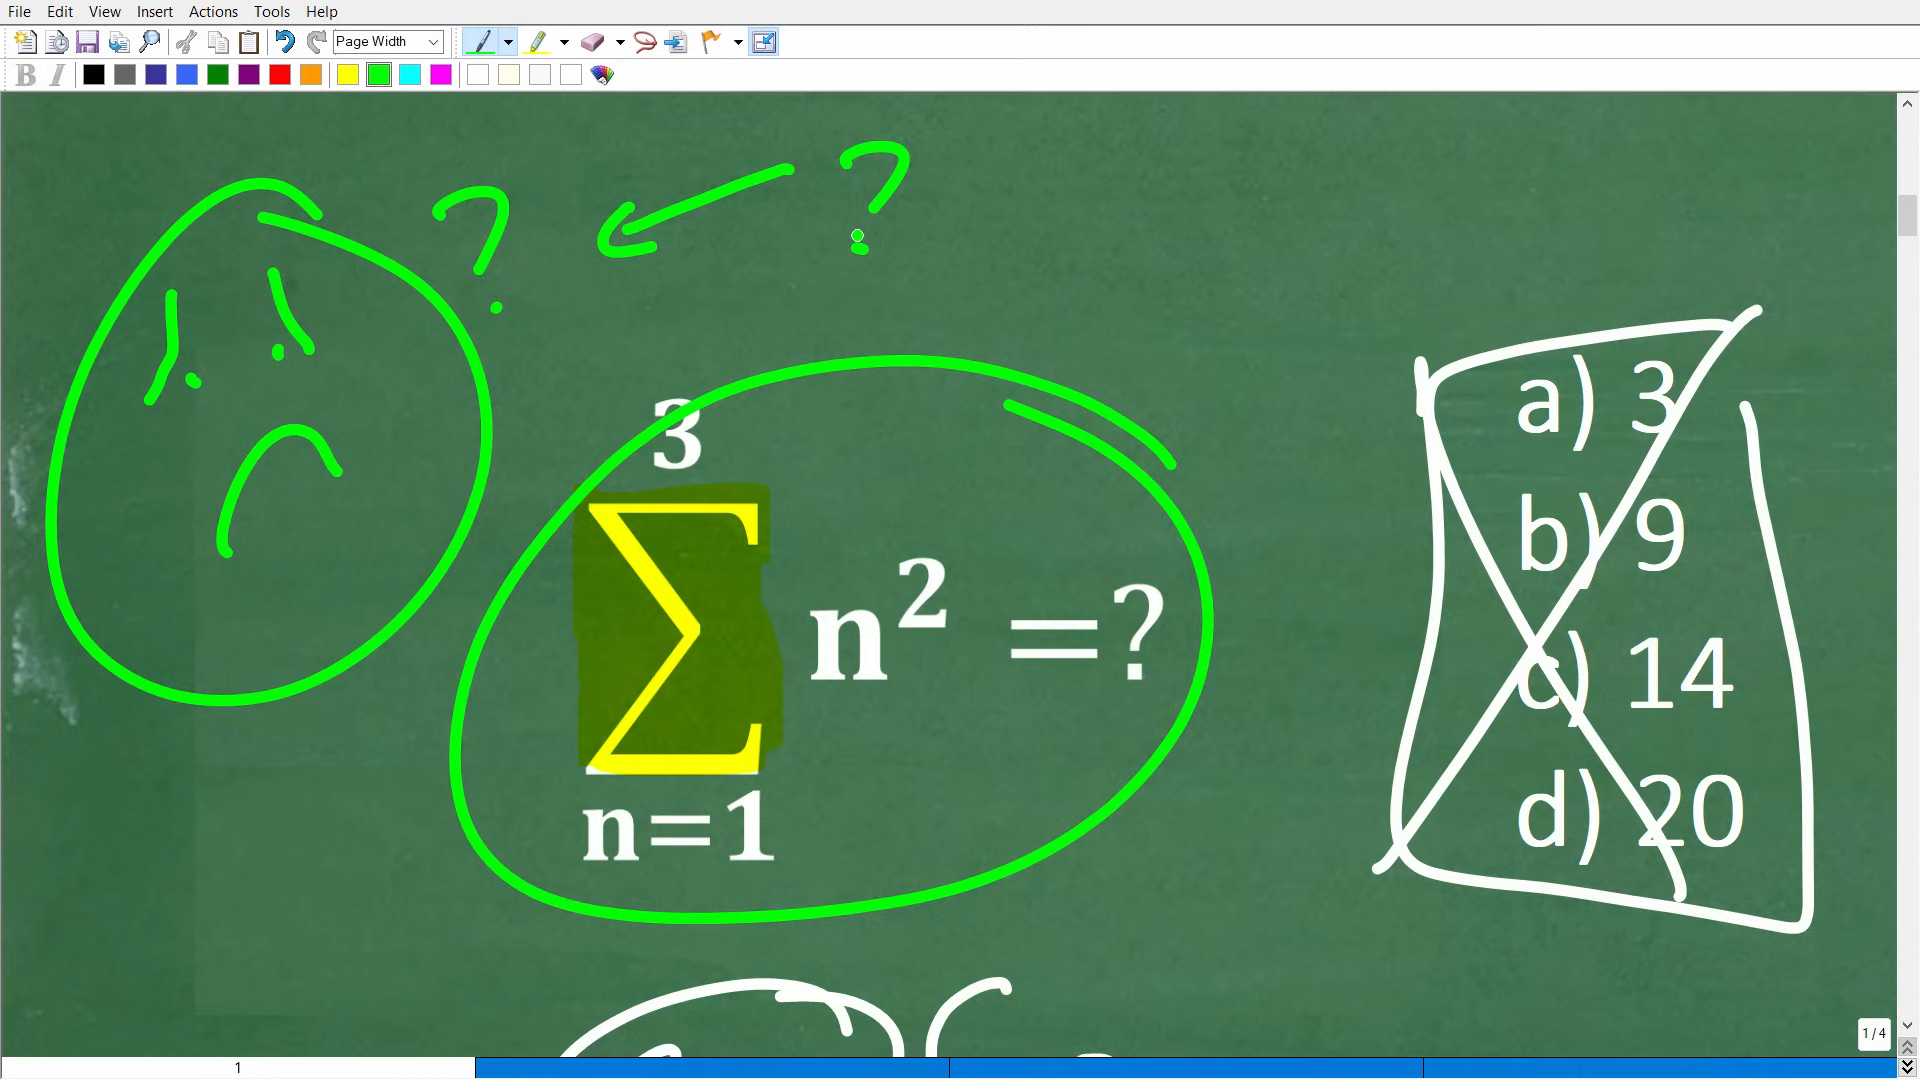 File Edit View Insert Actions Tools Help
Page Width
B I
? ?
3
∑ n² =?
n=1
a) 3
b) 9
c) 14
d) 20
1 / 4
1